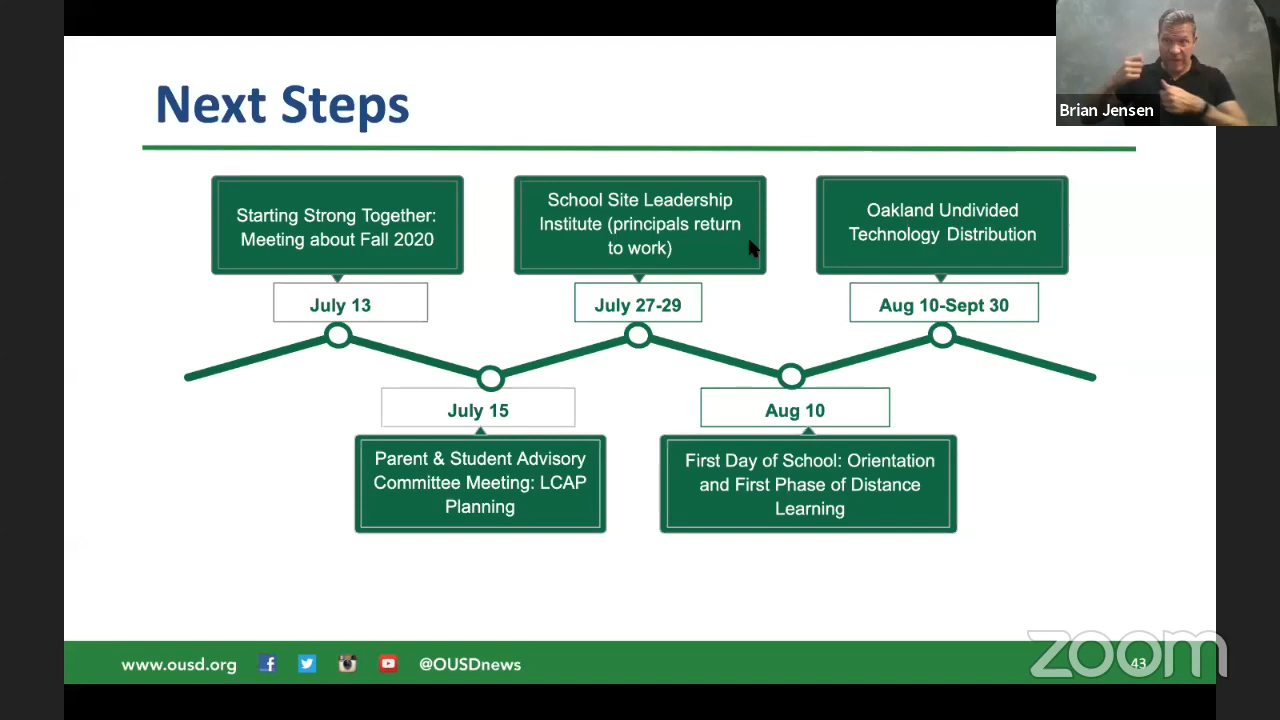 Next Steps
Brian Jensen
Starting Strong Together:
Meeting about Fall 2020
School Site Leadership
Institute (principals return
to work)
Oakland Undivided
Technology Distribution
July 13
July 27-29
Aug 10-Sept 30
July 15
Aug 10
Parent & Student Advisory
Committee Meeting: LCAP
Planning
First Day of School: Orientation
and First Phase of Distance
Learning
www.ousd.org
@OUSDnews
43
zoom